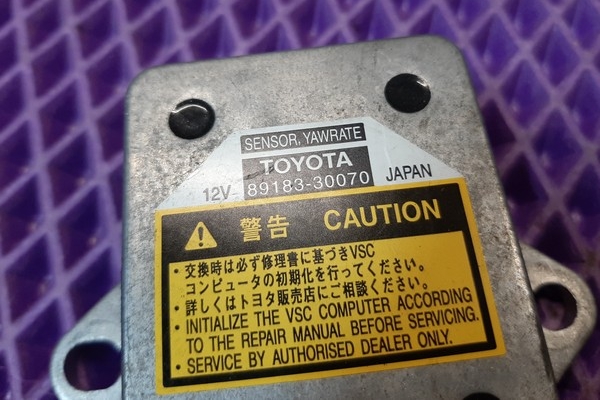 SENSOR, YAWRATE
TOYOTA
12V 89183-30070 JAPAN
警告 CAUTION
・交換時は必ず修理書に基づきVSC
コンピュータの初期化を行ってください。
・詳しくはトヨタ販売店にご相談ください。
・INITIALIZE THE VSC COMPUTER ACCORDING
TO THE REPAIR MANUAL BEFORE SERVICING.
・SERVICE BY AUTHORISED DEALER ONLY.